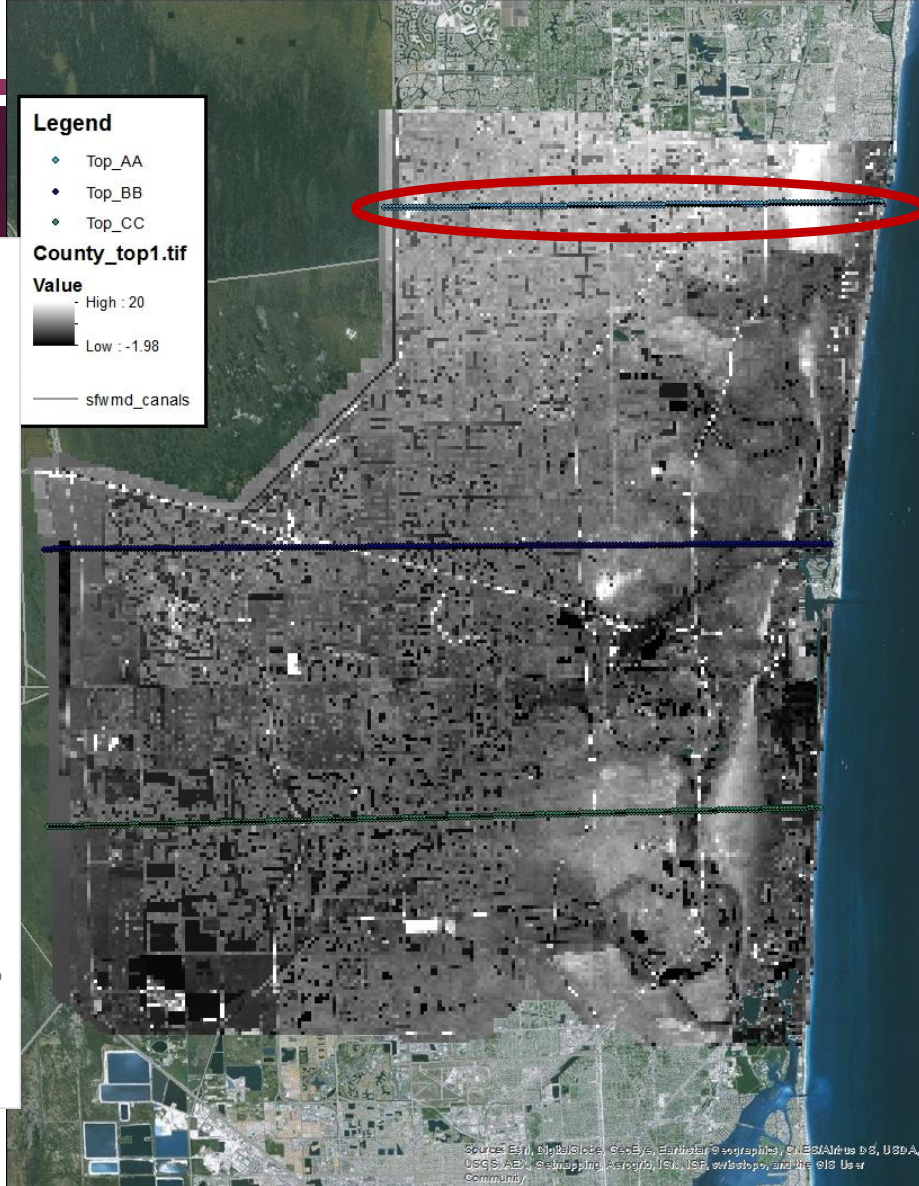 Legend
Top_AA
Top_BB
Top_CC
County_top1.tif
Value
High : 20
Low : -1.98
sfwmd_canals
Source: Esri, DigitalGlobe, GeoEye, Earthstar Geographics, CNES/Airbus DS, USDA,
USGS, AEX, Getmapping, Aerogrid, IGN, IGP, swisstopo, and the GIS User
Community